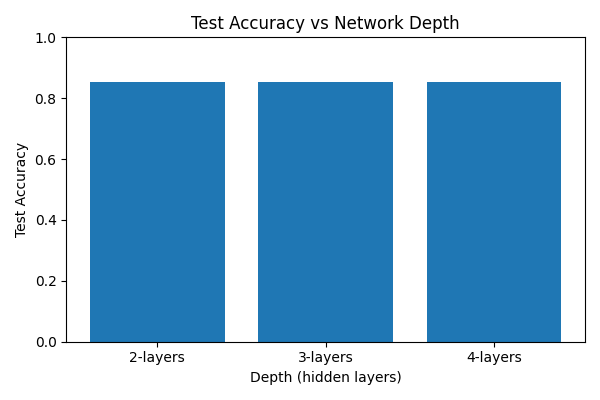 Test Accuracy vs Network Depth
1.0
0.8
0.6
0.4
0.2
0.0
Test Accuracy
2-layers 3-layers 4-layers
Depth (hidden layers)